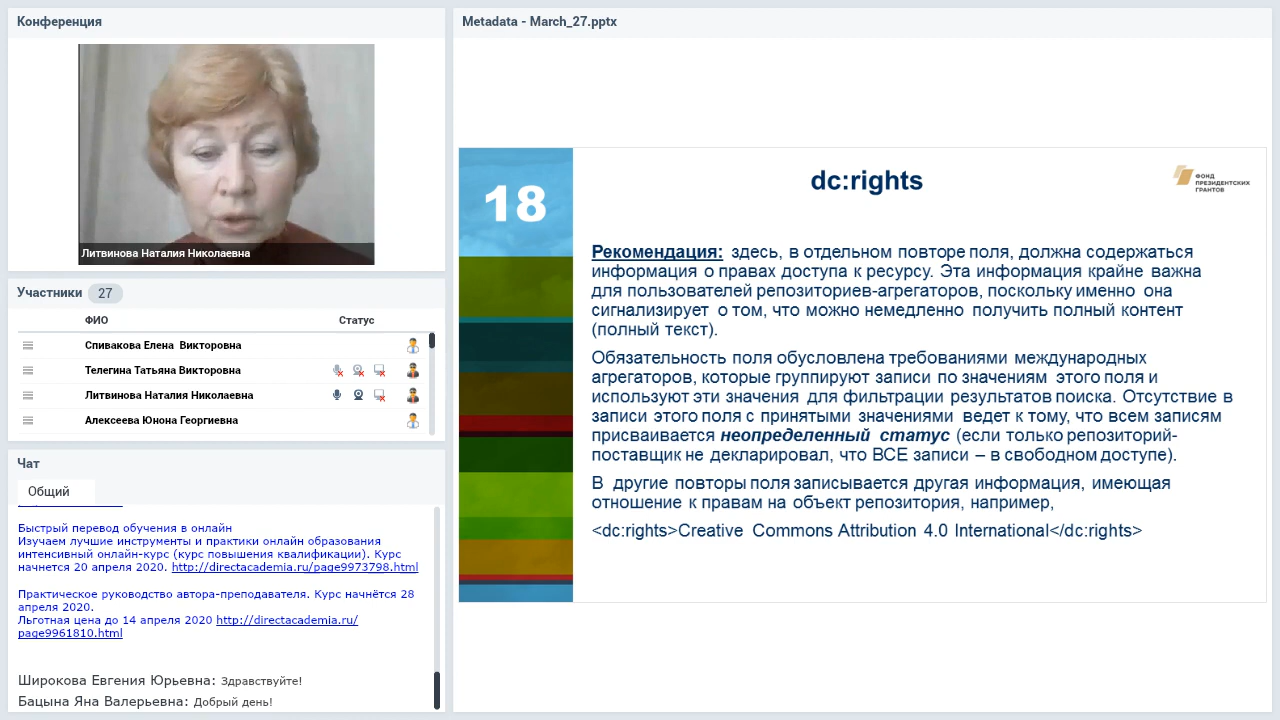 Конференция
Литвинова Наталия Николаевна
Участники 27
ФИО Статус
Спивакова Елена Викторовна
Телегина Татьяна Викторовна
Литвинова Наталия Николаевна
Алексеева Юнона Георгиевна
Чат
Общий
Быстрый перевод обучения в онлайн
Изучаем лучшие инструменты и практики онлайн образования
интенсивный онлайн-курс (курс повышения квалификации). Курс
начнется 20 апреля 2020. http://directacademia.ru/page9973798.html
Практическое руководство автора-преподавателя. Курс начнётся 28
апреля 2020.
Льготная цена до 14 апреля 2020 http://directacademia.ru/
page9961810.html
Широкова Евгения Юрьевна: Здравствуйте!
Бацына Яна Валерьевна: Добрый день!
Metadata - March_27.pptx
18
dc:rights
ФОНД
ПРЕЗИДЕНТСКИХ
ГРАНТОВ
Рекомендация: здесь, в отдельном повторе поля, должна содержаться
информация о правах доступа к ресурсу. Эта информация крайне важна
для пользователей репозиториев-агрегаторов, поскольку именно она
сигнализирует о том, что можно немедленно получить полный контент
(полный текст).
Обязательность поля обусловлена требованиями международных
агрегаторов, которые группируют записи по значениям этого поля и
используют эти значения для фильтрации результатов поиска. Отсутствие в
записи этого поля с принятыми значениями ведет к тому, что всем записям
присваивается неопределенный статус (если только репозиторий-
поставщик не декларировал, что ВСЕ записи – в свободном доступе).
В другие повторы поля записывается другая информация, имеющая
отношение к правам на объект репозитория, например,
<dc:rights>Creative Commons Attribution 4.0 International</dc:rights>